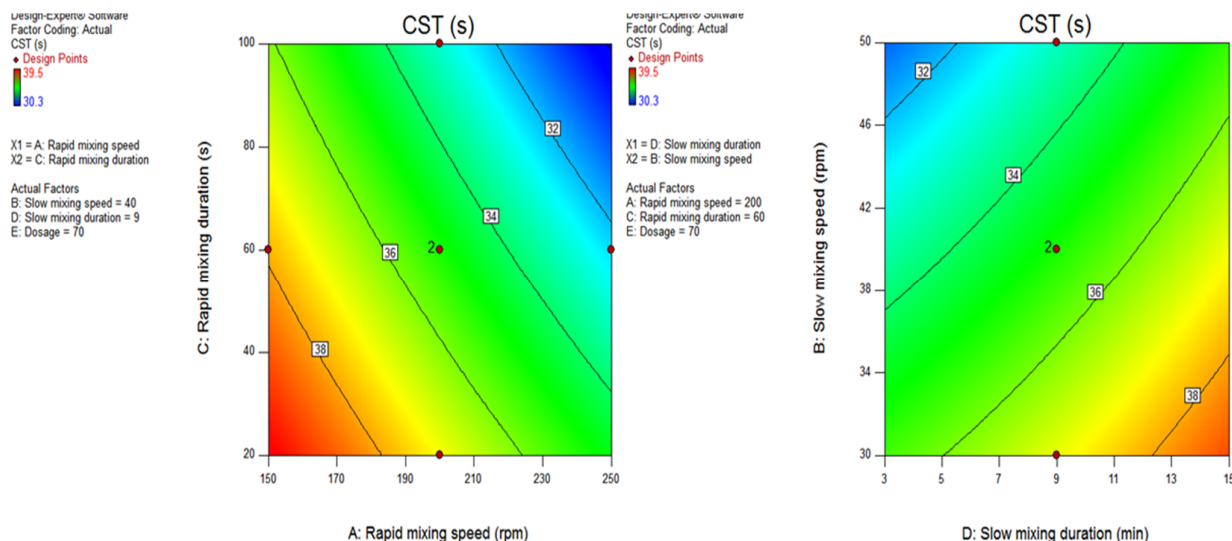 Design-Expert® Software
Factor Coding: Actual
CST (s)
Design Points
39.5
30.3
X1 = A: Rapid mixing speed
X2 = C: Rapid mixing duration
Actual Factors
B: Slow mixing speed = 40
D: Slow mixing duration = 9
E: Dosage = 70
CST (s)
C: Rapid mixing duration (s)
100
80
60
40
20
32
34
36
2
38
150
170
190
210
230
250
A: Rapid mixing speed (rpm)
Design-Expert® Software
Factor Coding: Actual
CST (s)
Design Points
39.5
30.3
X1 = D: Slow mixing duration
X2 = B: Slow mixing speed
Actual Factors
A: Rapid mixing speed = 200
C: Rapid mixing duration = 60
E: Dosage = 70
CST (s)
B: Slow mixing speed (rpm)
50
46
42
38
34
30
32
34
2
36
38
3
5
7
9
11
13
15
D: Slow mixing duration (min)